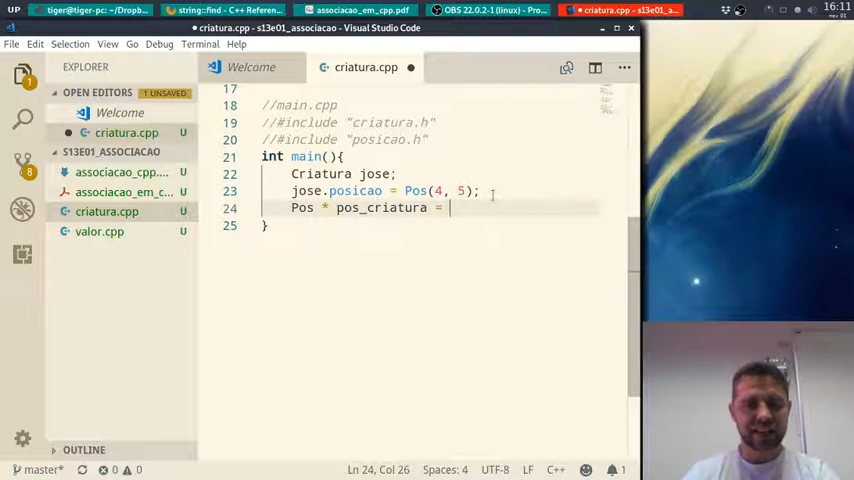 UP
tiger@tiger-pc: ~/Dropb...
string::find - C++ Referen...
associacao_em_cpp.pdf
OBS 22.0.2-1 (linux) - Pro...
criatura.cpp - s13e01_a...
16:11
nov 01
criatura.cpp - s13e01_associacao - Visual Studio Code
File Edit Selection View Go Debug Terminal Help
EXPLORER
Welcome
criatura.cpp
OPEN EDITORS 1 UNSAVED
Welcome
criatura.cpp U
S13E01_ASSOCIACAO
associacao_cpp.... U
associacao_em_c... U
criatura.cpp U
valor.cpp U
OUTLINE
1
8
17
18 //main.cpp
19 //#include "criatura.h"
20 //#include "posicao.h"
21 int main(){
22 Criatura jose;
23 jose.posicao = Pos(4, 5);
24 Pos * pos_criatura =
25 }
master* 0 0 Ln 24, Col 26 Spaces: 4 UTF-8 LF C++ 1